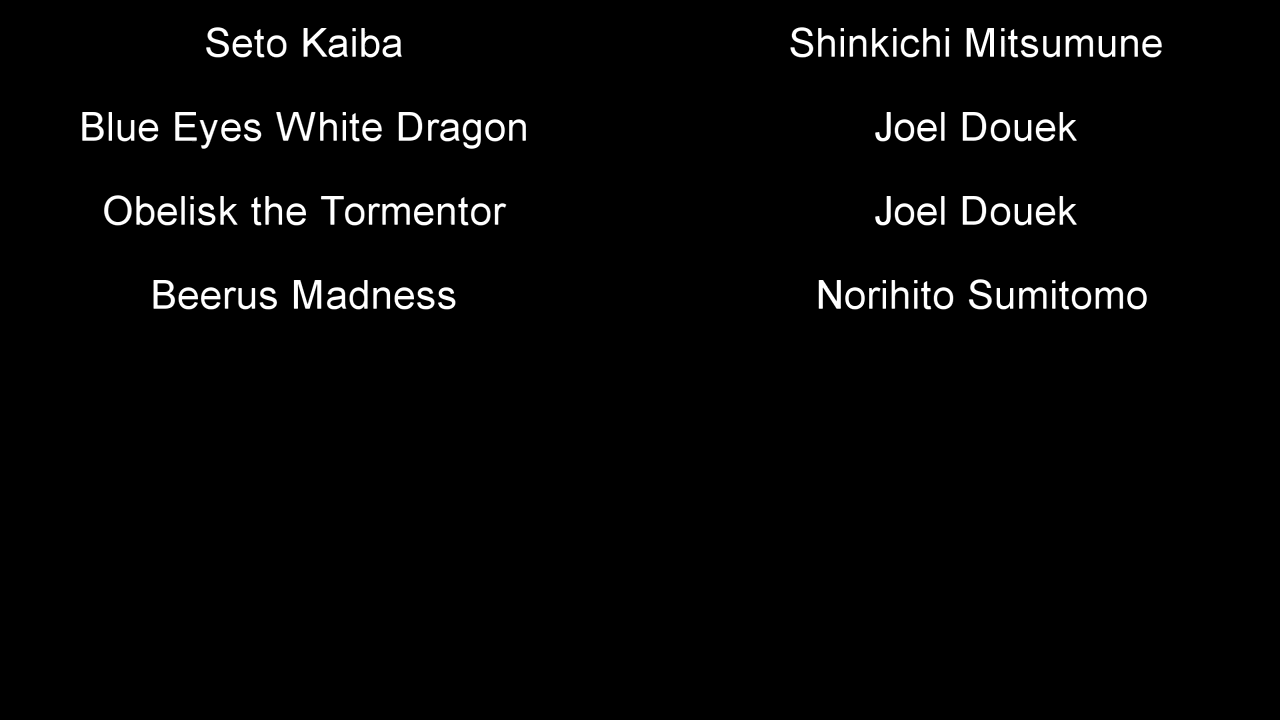 Seto Kaiba Shinkichi Mitsumune
Blue Eyes White Dragon Joel Douek
Obelisk the Tormentor Joel Douek
Beerus Madness Norihito Sumitomo